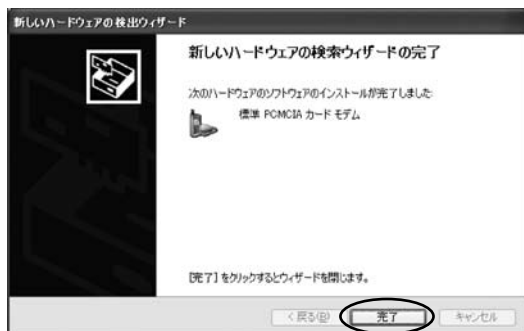 新しいハードウェアの検出ウィザード
新しいハードウェアの検索ウィザードの完了
次のハードウェアのソフトウェアのインストールが完了しました:
標準 PCMCIA カード モデム
[完了] をクリックするとウィザードを閉じます。
< 戻る(B)
完了
キャンセル